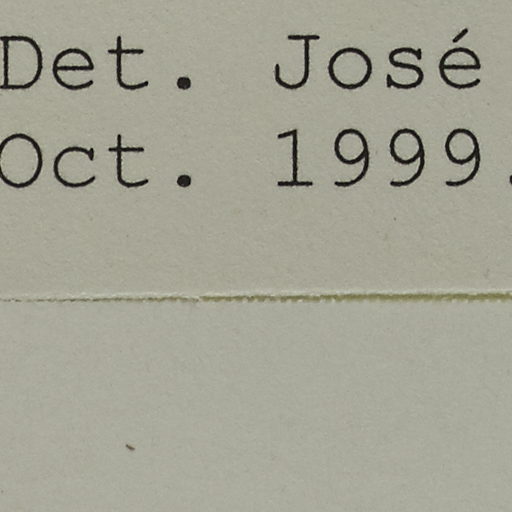 Det. José
Oct. 1999.